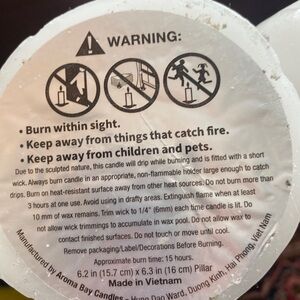 WARNING:
• Burn within sight.
• Keep away from things that catch fire.
• Keep away from children and pets.
Due to the sculpted nature, this candle will drip while burning and is fitted with a short
wick. Always burn candle in an appropriate, non-flammable holder large enough to catch
drips. Burn on heat-resistant surface away from other heat sources. Do not burn more than
3 hours at one use. Avoid using in drafty areas. Extinguish flame when at least
10 mm of wax remains. Trim wick to 1/4" (6mm) each time candle is lit. Do
not allow wick trimmings to accumulate in wax pool. Do not allow wax to
contact finished surfaces. Do not touch or move until cool.
Remove packaging/Label/Decorations Before Burning.
Approximate burn time: 15 hours.
6.2 in (15.7 cm) x 6.3 in (16 cm) Pillar
Made in Vietnam
Manufactured by Aroma Bay Candles - Hung Dao Ward, Duong Kinh, Hai Phong, Viet Nam